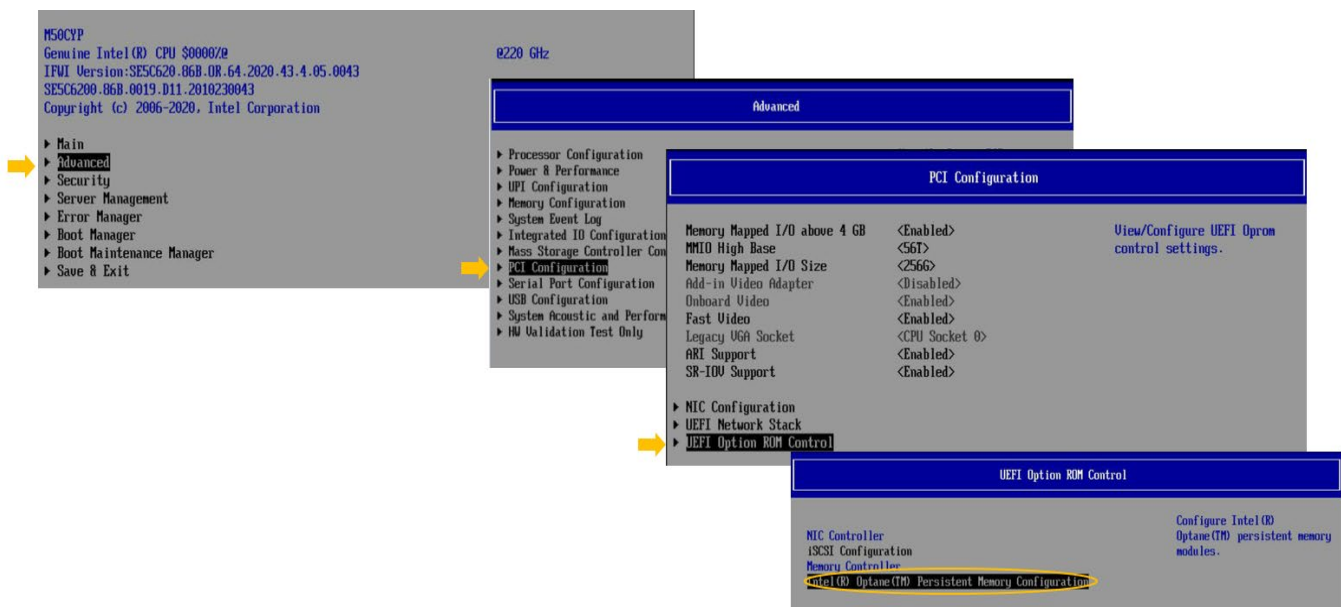 M50CYP
Genuine Intel(R) CPU $0000%@ @220 GHz
IFWI Version:SE5C620.86B.OR.64.2020.43.4.05.0043
SE5C6200.86B.0019.D11.2010230043
Copyright (c) 2006-2020, Intel Corporation
▶ Main
▶ Advanced
▶ Security
▶ Server Management
▶ Error Manager
▶ Boot Manager
▶ Boot Maintenance Manager
▶ Save & Exit
Advanced
▶ Processor Configuration
▶ Power & Performance
▶ UPI Configuration
▶ Memory Configuration
▶ System Event Log
▶ Integrated IO Configuration
▶ Mass Storage Controller Con
▶ PCI Configuration
▶ Serial Port Configuration
▶ USB Configuration
▶ System Acoustic and Perform
▶ HW Validation Test Only
PCI Configuration
Memory Mapped I/O above 4 GB <Enabled>
MMIO High Base <56T>
Memory Mapped I/O Size <256G>
Add-in Video Adapter <Disabled>
Onboard Video <Enabled>
Fast Video <Enabled>
Legacy VGA Socket <CPU Socket 0>
ARI Support <Enabled>
SR-IOV Support <Enabled>
▶ NIC Configuration
▶ UEFI Network Stack
▶ UEFI Option ROM Control
View/Configure UEFI Oprom
control settings.
UEFI Option ROM Control
NIC Controller
iSCSI Configuration
Memory Controller
Intel(R) Optane(TM) Persistent Memory Configuration
Configure Intel(R)
Optane(TM) persistent memory
modules.